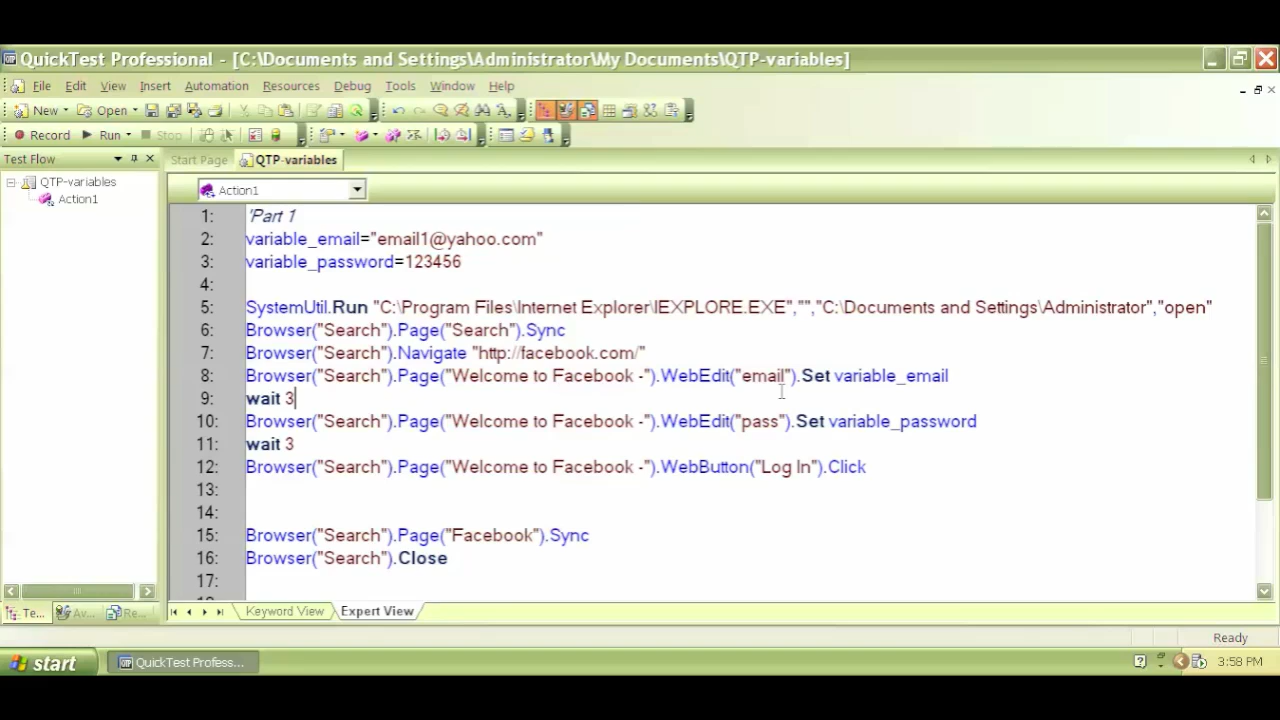 QuickTest Professional - [C:\Documents and Settings\Administrator\My Documents\QTP-variables]
File Edit View Insert Automation Resources Debug Tools Window Help
New Open
Record Run Stop
Test Flow
Start Page QTP-variables
QTP-variables
Action1
Action1
1: 'Part 1
2: variable_email="email1@yahoo.com"
3: variable_password=123456
4:
5: SystemUtil.Run "C:\Program Files\Internet Explorer\IEXPLORE.EXE","","C:\Documents and Settings\Administrator","open"
6: Browser("Search").Page("Search").Sync
7: Browser("Search").Navigate "http://facebook.com/"
8: Browser("Search").Page("Welcome to Facebook -").WebEdit("email").Set variable_email
9: wait 3
10: Browser("Search").Page("Welcome to Facebook -").WebEdit("pass").Set variable_password
11: wait 3
12: Browser("Search").Page("Welcome to Facebook -").WebButton("Log In").Click
13:
14:
15: Browser("Search").Page("Facebook").Sync
16: Browser("Search").Close
17:
Te... Av... Re...
Keyword View Expert View
Ready
start QuickTest Profess... 3:58 PM